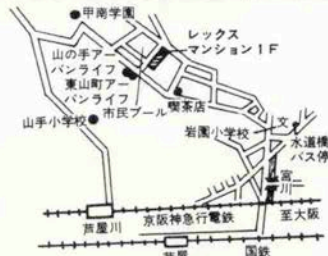 甲南学園
レックス
マンション1F
山の手アー
バンライフ
東山町アー
バンライフ
市民プール
喫茶店
山手小学校
岩園小学校
文
水道橋
バス停
宮川
芦屋川
京阪神急行電鉄
至大阪
芦屋
国鉄